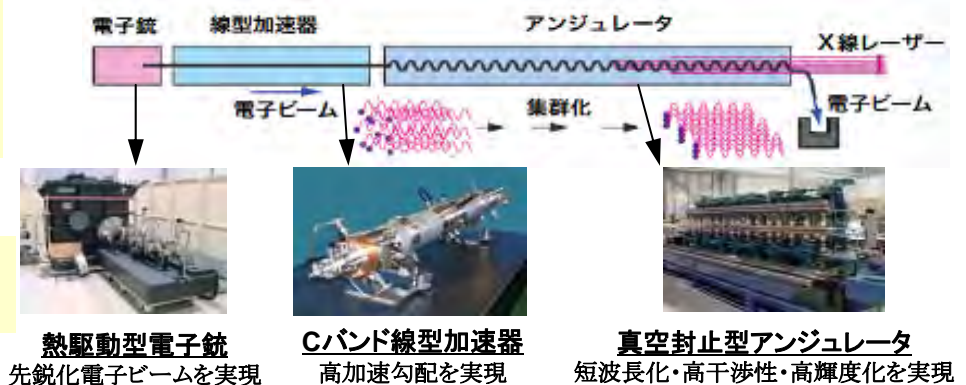 電子銃
線型加速器
アンジュレータ
X線レーザー
電子ビーム
集群化
電子ビーム
熱駆動型電子銃
Cバンド線型加速器
真空封止型アンジュレータ
先鋭化電子ビームを実現
高加速勾配を実現
短波長化・高干渉性・高輝度化を実現